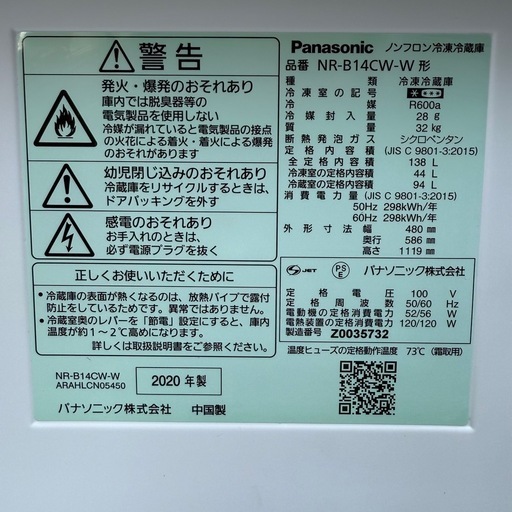 警告
発火・爆発のおそれあり
庫内では脱臭器等の
電気製品を使用しない
冷媒が漏れていると電気製品の接点
の火花による着火・着火による爆発
のおそれがあります
幼児閉じ込みのおそれあり
冷蔵庫をリサイクルするときは、
ドアパッキングを外す
感電のおそれあり
お手入れのときは、
必ず電源プラグを抜く
正しくお使いいただくために
・冷蔵庫の表面が熱くなるのは、放熱パイプで露付
防止をしているためです。異常ではありません。
・冷蔵室奥のレバーを「節電」設定にすると、庫内
温度が約1～2℃高めになります。
詳しくは取扱説明書をご参照ください。
NR-B14CW-W
ARAHLCN05450
2020 年製
パナソニック株式会社 中国製
Panasonic ノンフロン冷凍冷蔵庫
品番 NR-B14CW-W 形
種類 冷凍冷蔵庫
冷凍室の記号
冷媒 R600a
冷媒封入量 28 g
質量 32 kg
断熱発泡ガス シクロペンタン
定格内容積 (JIS C 9801-3:2015)
全定格内容積 138 L
冷凍室の定格内容積 44 L
冷蔵室の定格内容積 94 L
消費電力量 (JIS C 9801-3:2015)
50Hz 298kWh/年
60Hz 298kWh/年
外形寸法 幅 480 mm
奥行 586 mm
高さ 1119 mm
JET PSE パナソニック株式会社
定格電圧 100 V
定格周波数 50/60 Hz
電動機の定格消費電力 52/56 W
電熱装置の定格消費電力 120/120 W
製造番号 Z0035732
温度ヒューズの定格動作温度 73℃ (霜取用)